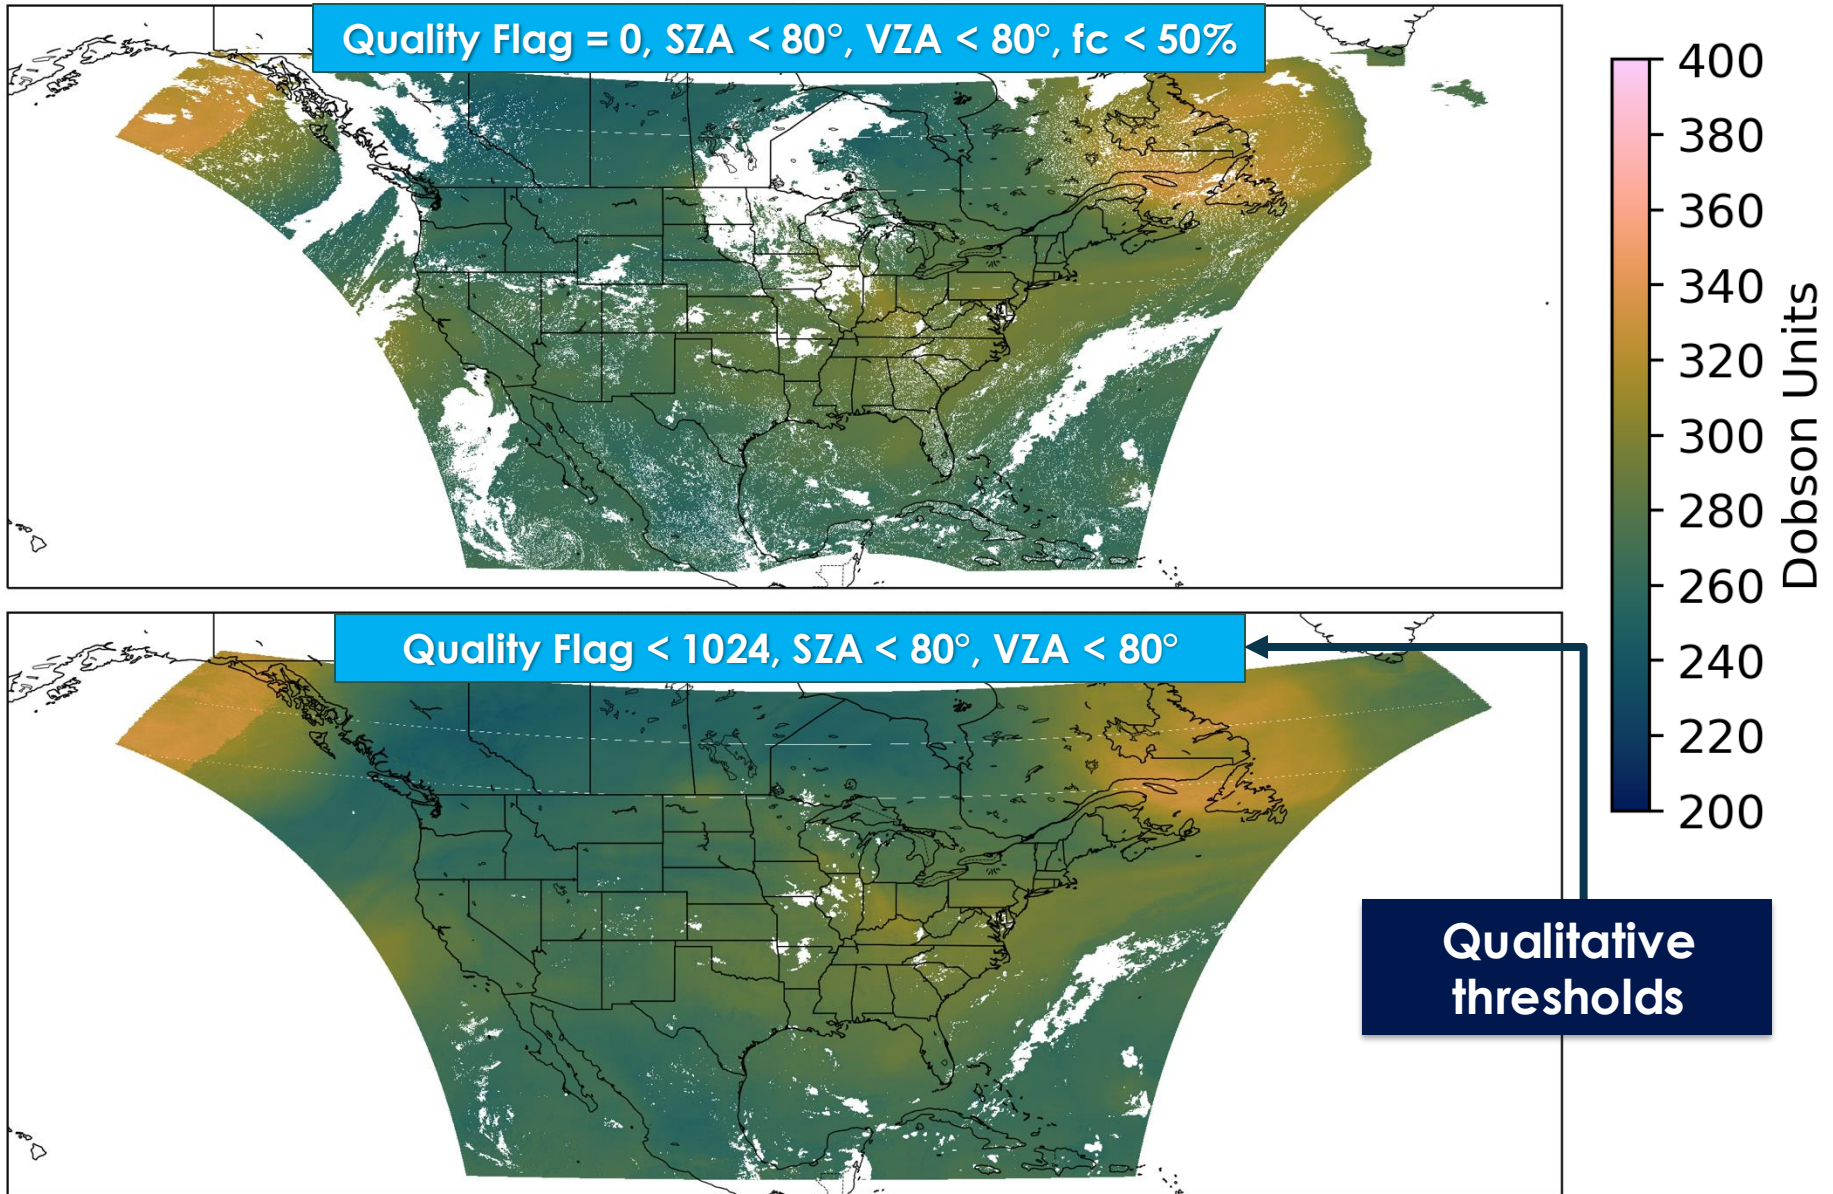 Quality Flag = 0, SZA < 80°, VZA < 80°, fc < 50%
400
380
360
340
320
300
280
260
240
220
200
Dobson Units
Quality Flag < 1024, SZA < 80°, VZA < 80°
Qualitative
thresholds